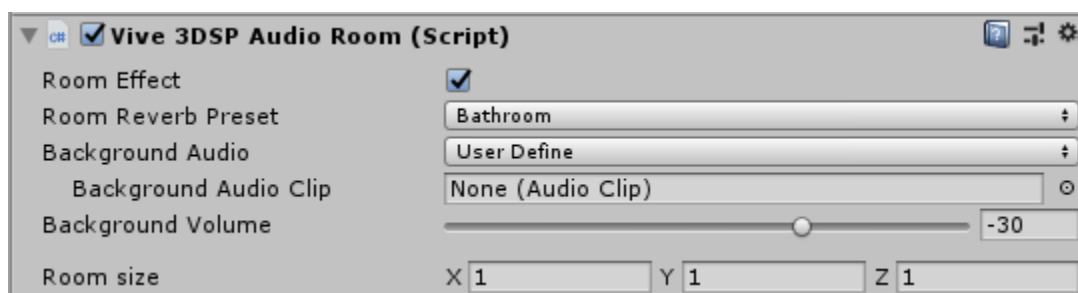 Vive 3DSP Audio Room (Script)
Room Effect
Room Reverb Preset Bathroom
Background Audio User Define
Background Audio Clip None (Audio Clip)
Background Volume -30
Room size X 1 Y 1 Z 1